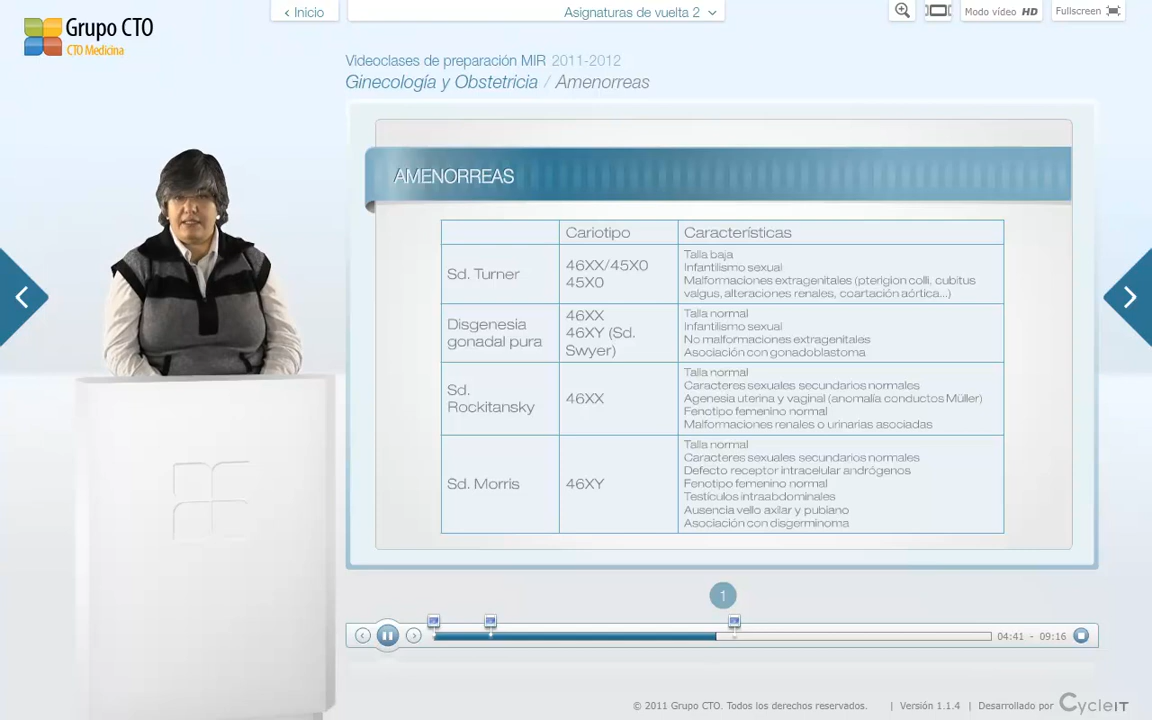 Grupo CTO
CTO Medicina
‹ Inicio
Asignaturas de vuelta 2
Modo vídeo HD
Fullscreen
Videoclases de preparación MIR 2011-2012
Ginecología y Obstetricia / Amenorreas
AMENORREAS
Cariotipo
Características
Sd. Turner
46XX/45X0
45X0
Talla baja
Infantilismo sexual
Malformaciones extragenitales (pterigion colli, cubitus
valgus, alteraciones renales, coartación aórtica...)
Disgenesia
gonadal pura
46XX
46XY (Sd.
Swyer)
Talla normal
Infantilismo sexual
No malformaciones extragenitales
Asociación con gonadoblastoma
Sd.
Rockitansky
46XX
Talla normal
Caracteres sexuales secundarios normales
Agenesia uterina y vaginal (anomalía conductos Müller)
Fenotipo femenino normal
Malformaciones renales o urinarias asociadas
Sd. Morris
46XY
Talla normal
Caracteres sexuales secundarios normales
Defecto receptor intracelular andrógenos
Fenotipo femenino normal
Testículos intraabdominales
Ausencia vello axilar y pubiano
Asociación con disgerminoma
1
04:41 - 09:16
© 2011 Grupo CTO. Todos los derechos reservados. | Versión 1.1.4 | Desarrollado por CycleIT